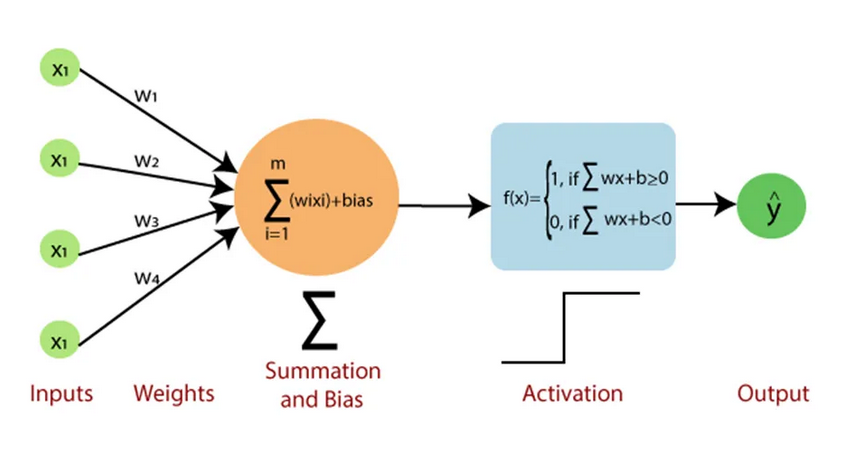 x1
x1
x1
x1
w1
w2
w3
w4
m
∑(wixi)+bias
i=1
f(x)={
1, if ∑ wx+b≥0
0, if ∑ wx+b<0
ŷ
∑
Inputs
Weights
Summation
and Bias
Activation
Output